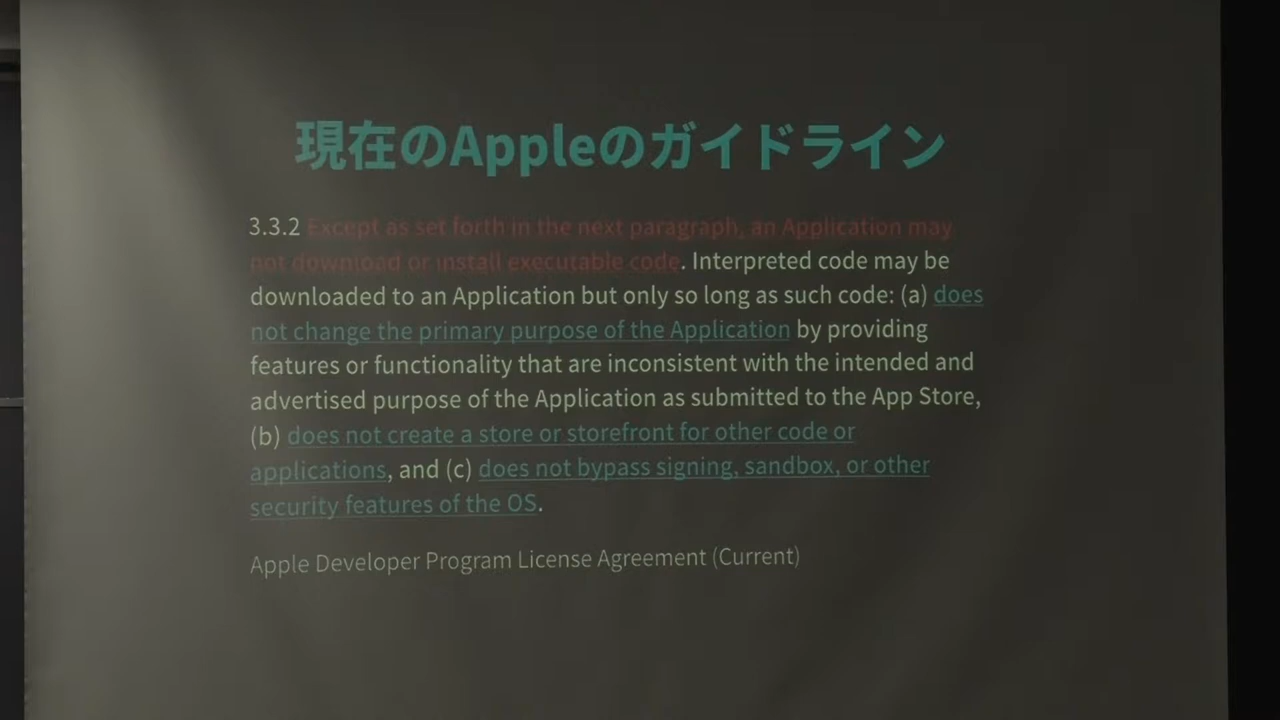 現在のAppleのガイドライン
3.3.2 Except as set forth in the next paragraph, an Application may
not download or install executable code. Interpreted code may be
downloaded to an Application but only so long as such code: (a) does
not change the primary purpose of the Application by providing
features or functionality that are inconsistent with the intended and
advertised purpose of the Application as submitted to the App Store,
(b) does not create a store or storefront for other code or
applications, and (c) does not bypass signing, sandbox, or other
security features of the OS.
Apple Developer Program License Agreement (Current)